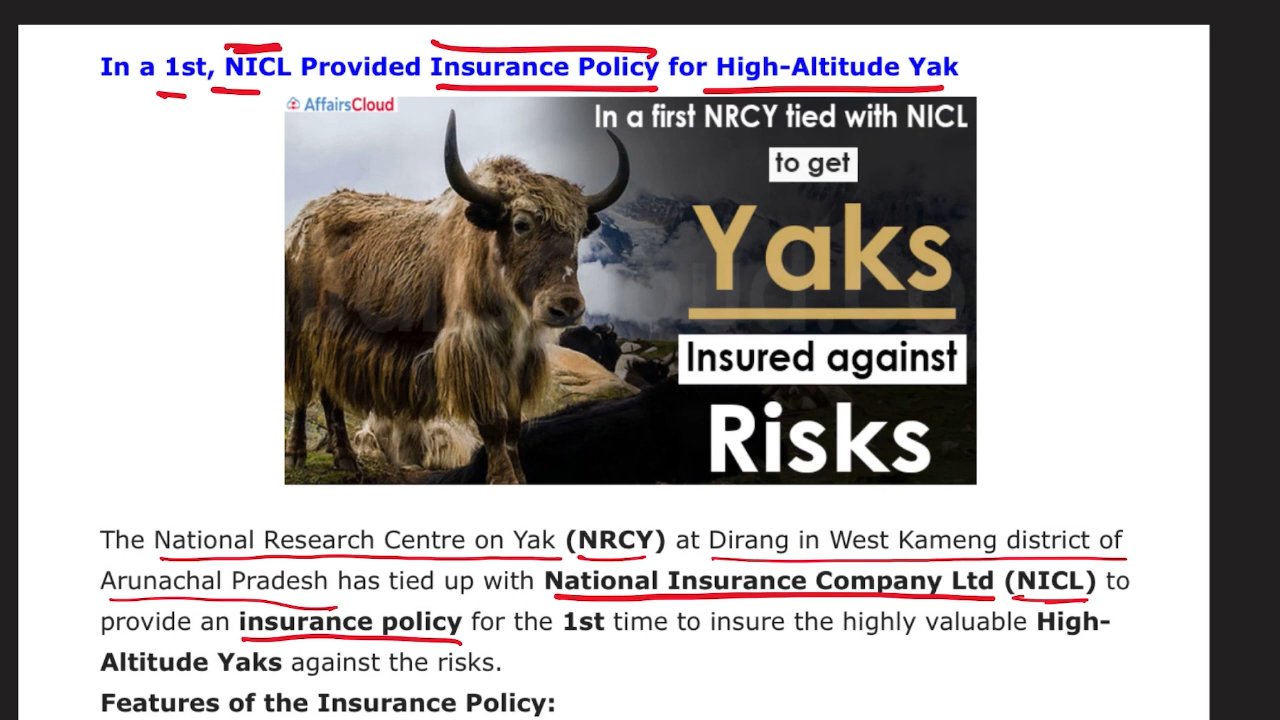 In a 1st, NICL Provided Insurance Policy for High-Altitude Yak
AffairsCloud
In a first NRCY tied with NICL
to get
Yaks
Insured against
Risks
The National Research Centre on Yak (NRCY) at Dirang in West Kameng district of
Arunachal Pradesh has tied up with National Insurance Company Ltd (NICL) to
provide an insurance policy for the 1st time to insure the highly valuable High-
Altitude Yaks against the risks.
Features of the Insurance Policy: